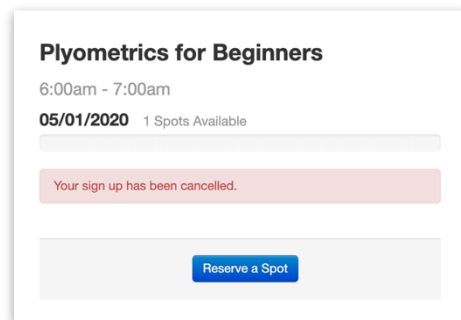 Plyometrics for Beginners
6:00am - 7:00am
05/01/2020 1 Spots Available
Your sign up has been cancelled.
Reserve a Spot